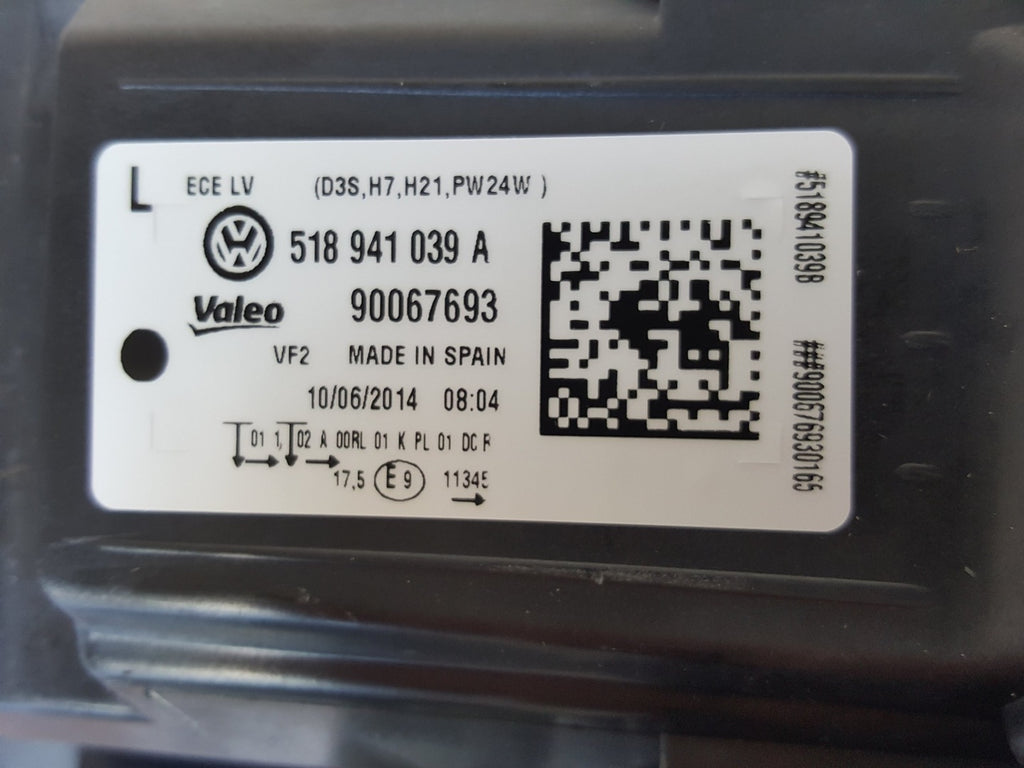 L ECE LV (D3S,H7,H21,PW24W )
518 941 039 A
Valeo 90067693
VF2 MADE IN SPAIN
10/06/2014 08:04
01 1, 02 A 00RL 01 K PL 01 DC R
17,5 E9 11345
#518941039B
###900676930165